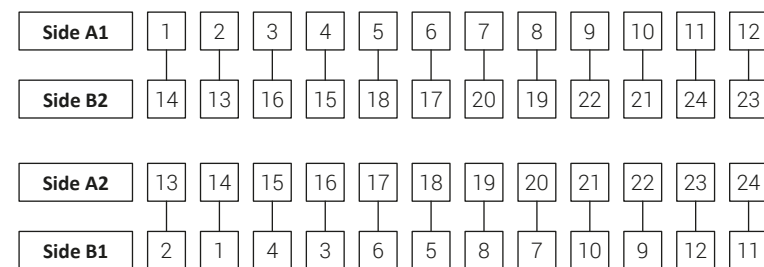 Side A1 1 2 3 4 5 6 7 8 9 10 11 12
Side B2 14 13 16 15 18 17 20 19 22 21 24 23
Side A2 13 14 15 16 17 18 19 20 21 22 23 24
Side B1 2 1 4 3 6 5 8 7 10 9 12 11